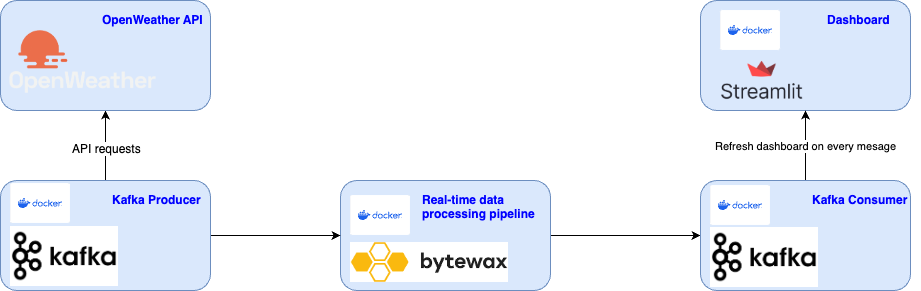 OpenWeather API
OpenWeather
API requests
docker
Kafka Producer
kafka
docker
Real-time data
processing pipeline
bytewax
Dashboard
docker
Streamlit
Refresh dashboard on every mesage
docker
Kafka Consumer
kafka